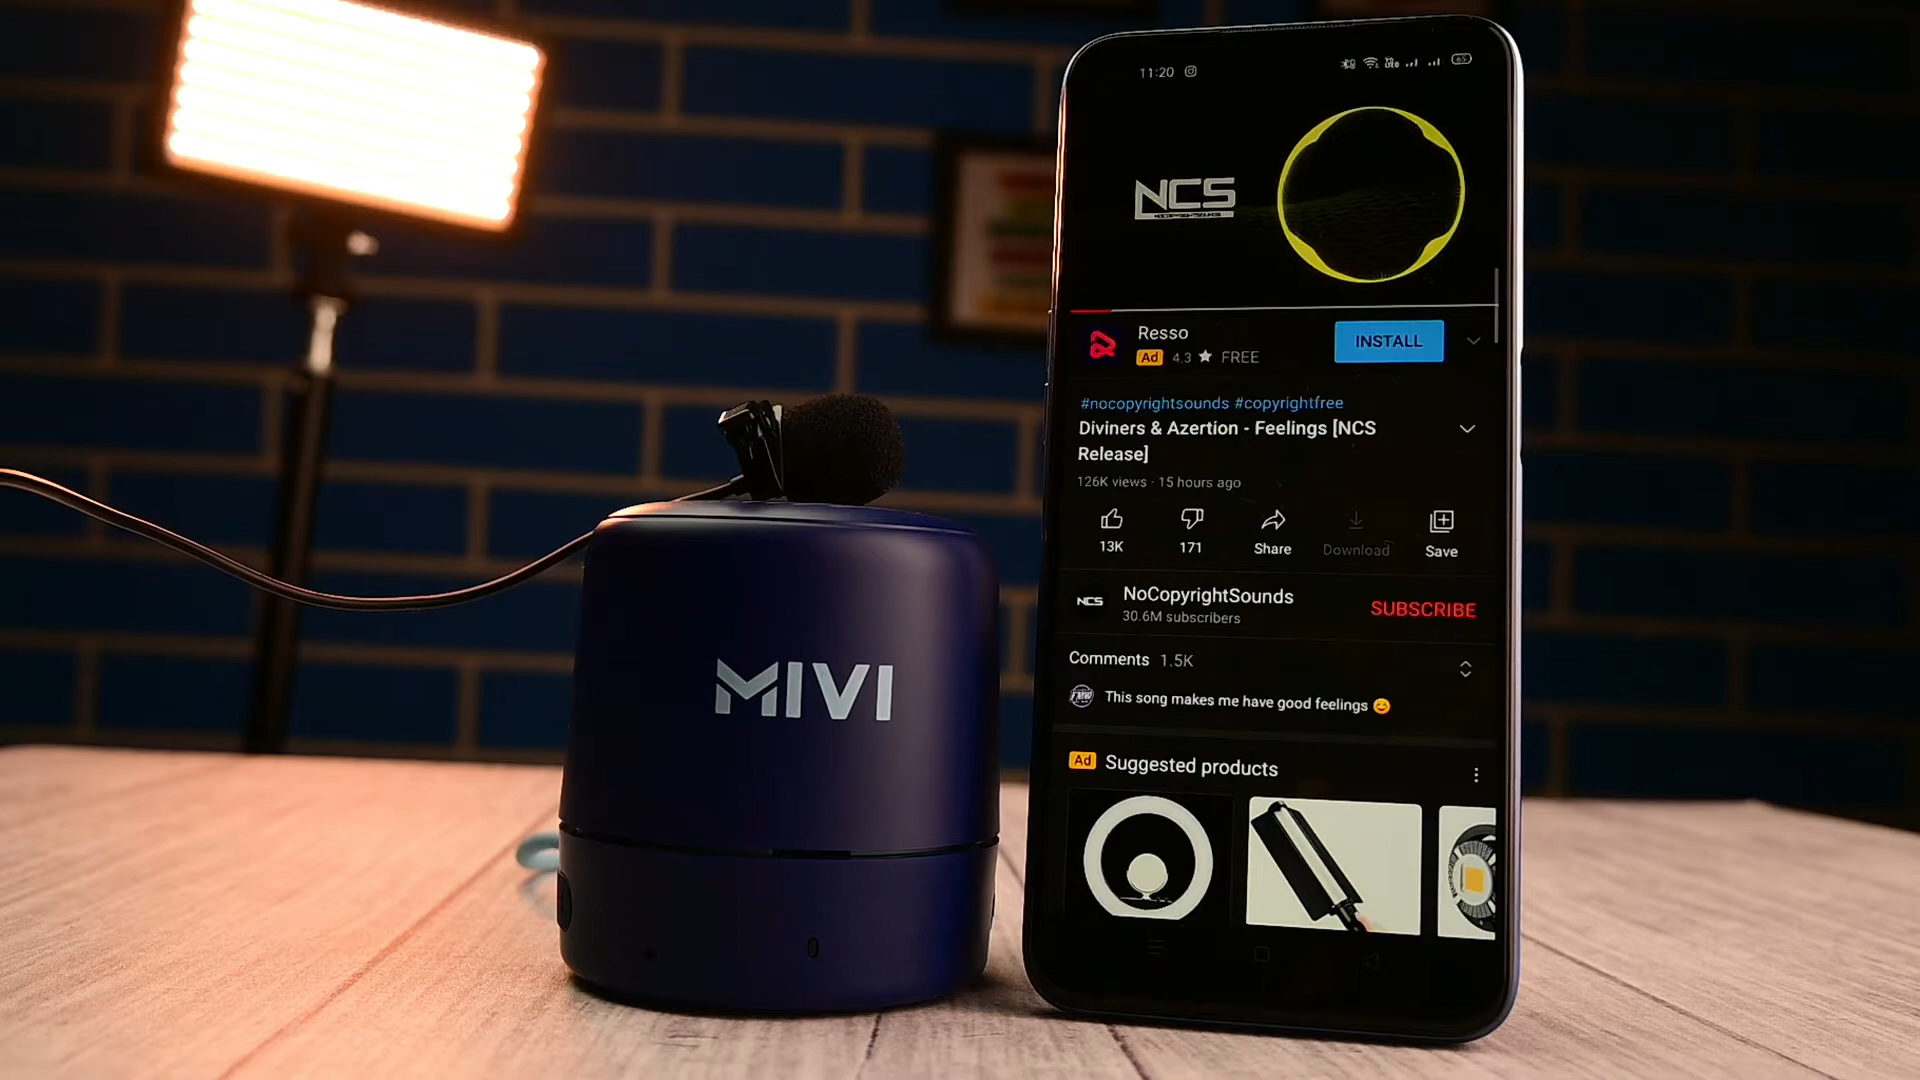 11:20
65
NCS
Resso
Ad 4.3 ★ FREE
INSTALL
#nocopyrightsounds #copyrightfree
Diviners & Azertion - Feelings [NCS
Release]
126K views · 15 hours ago
13K
171
Share
Download
Save
NCS
NoCopyrightSounds
30.6M subscribers
SUBSCRIBE
Comments 1.5K
This song makes me have good feelings 😊
Ad Suggested products
MIVI